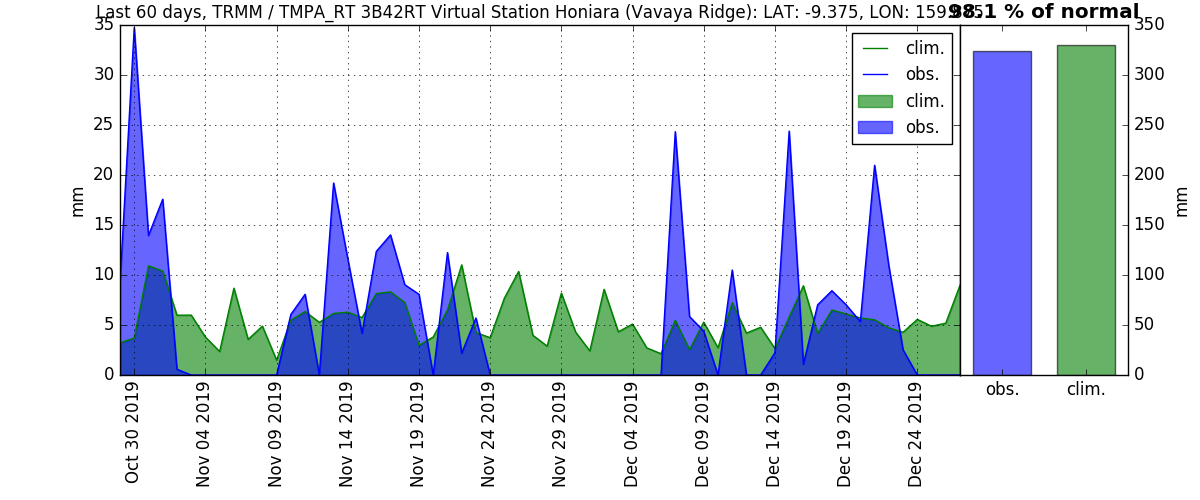 Last 60 days, TRMM / TMPA_RT 3B42RT Virtual Station Honiara (Vavaya Ridge): LAT: -9.375, LON:
98.1 % of normal
35
30
25
20
15
10
5
0
mm
clim.
obs.
clim.
obs.
350
300
250
200
150
100
50
0
mm
obs.
clim.
Oct 30 2019
Nov 04 2019
Nov 09 2019
Nov 14 2019
Nov 19 2019
Nov 24 2019
Nov 29 2019
Dec 04 2019
Dec 09 2019
Dec 14 2019
Dec 19 2019
Dec 24 2019